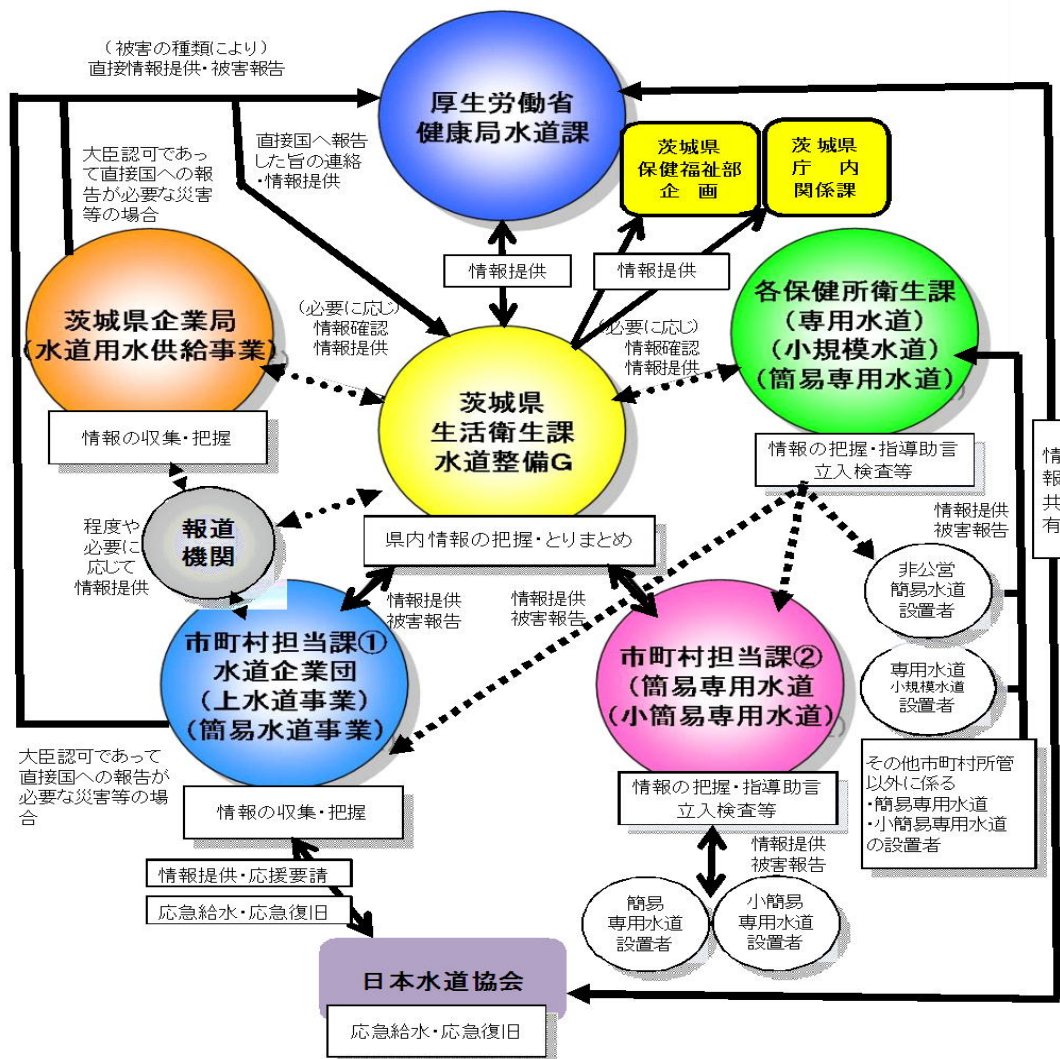 （被害の種類により）
直接情報提供・被害報告
厚生労働省
健康局水道課
大臣認可であっ
て直接国への報
告が必要な災害
等の場合
直接国へ報告
した旨の連絡
・情報提供
茨城県
保健福祉部
企　画
茨 城 県
庁　内
関係課
情報提供
情報提供
茨城県企業局
（水道用水供給事業）
情報の収集・把握
（必要に応じ）
情報確認
情報提供
（必要に応じ）
情報確認
情報提供
各保健所衛生課
（専用水道）
（小規模水道）
（簡易専用水道）
情報の把握・指導助言
立入検査等
茨城県
生活衛生課
水道整備G
県内情報の把握・とりまとめ
情
報
共
有
程度や
必要に
応じて
情報提供
報道
機関
情報提供
被害報告
情報提供
被害報告
情報提供
被害報告
非公営
簡易水道
設置者
専用水道
小規模水道
設置者
その他市町村所管
以外に係る
・簡易専用水道
・小簡易専用水道
の設置者
市町村担当課①
水道企業団
（上水道事業）
（簡易水道事業）
情報の収集・把握
市町村担当課②
（簡易専用水道
（小簡易専用水道）
情報の把握・指導助言
立入検査等
大臣認可であって
直接国への報告が
必要な災害等の場
合
情報提供・応援要請
応急給水・応急復旧
情報提供
被害報告
簡易
専用水道
設置者
小簡易
専用水道
設置者
日本水道協会
応急給水・応急復旧